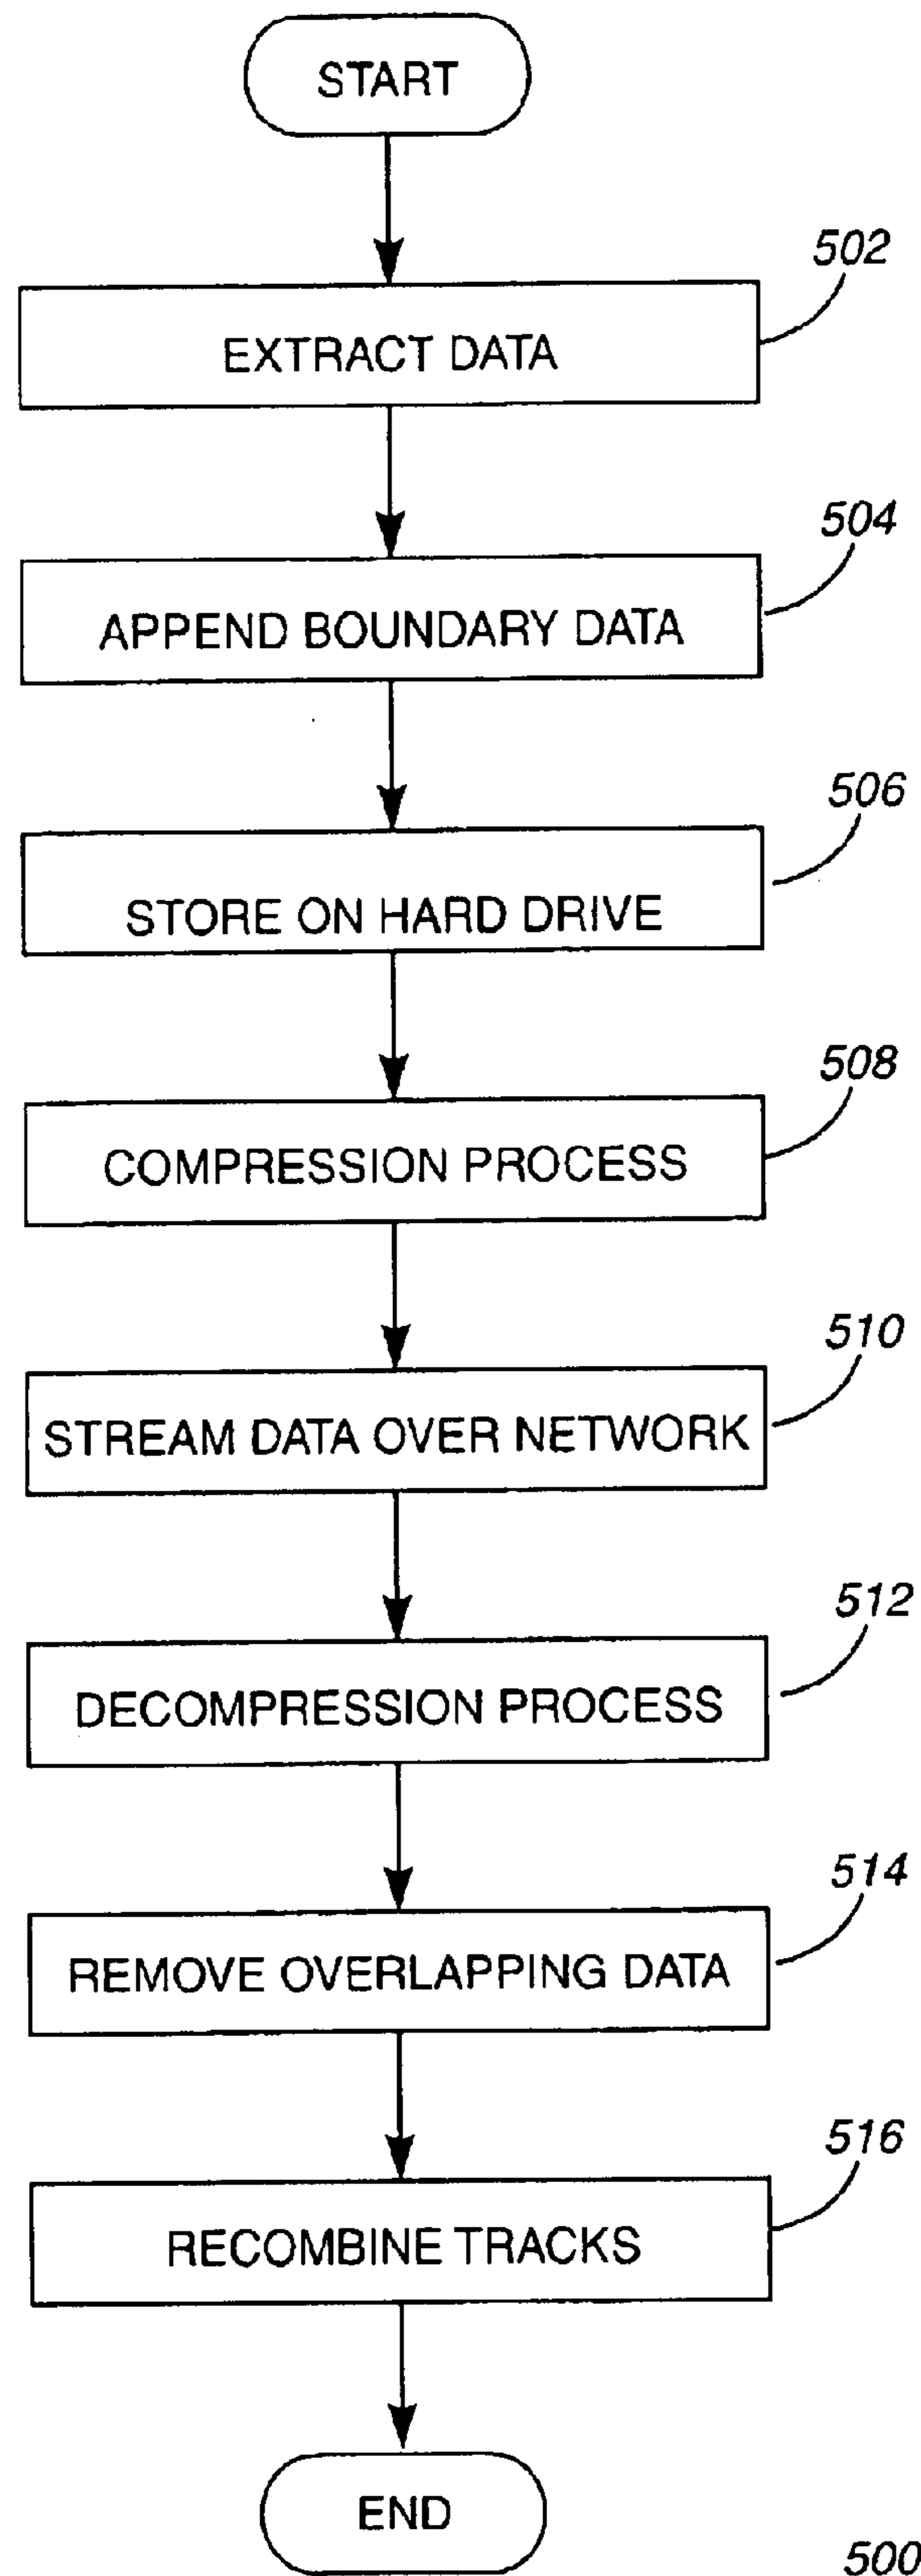 START
502
EXTRACT DATA
504
APPEND BOUNDARY DATA
506
STORE ON HARD DRIVE
508
COMPRESSION PROCESS
510
STREAM DATA OVER NETWORK
512
DECOMPRESSION PROCESS
514
REMOVE OVERLAPPING DATA
516
RECOMBINE TRACKS
END
500